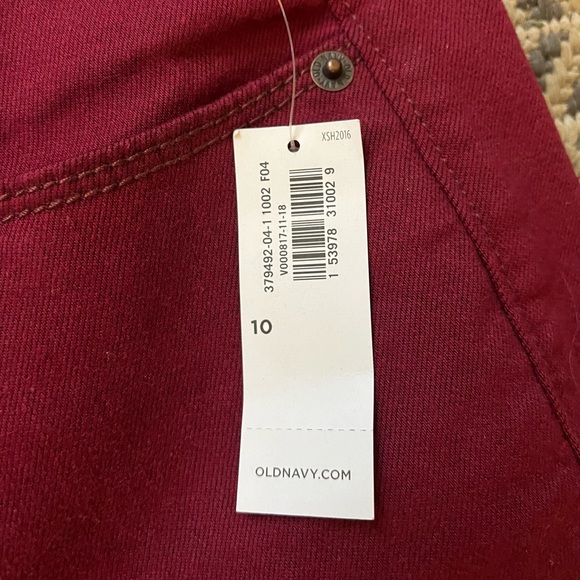 XSH2016
379492-04-1 1002 F04
V000817-11-18
1 53978 31002 9
10
OLDNAVY.COM